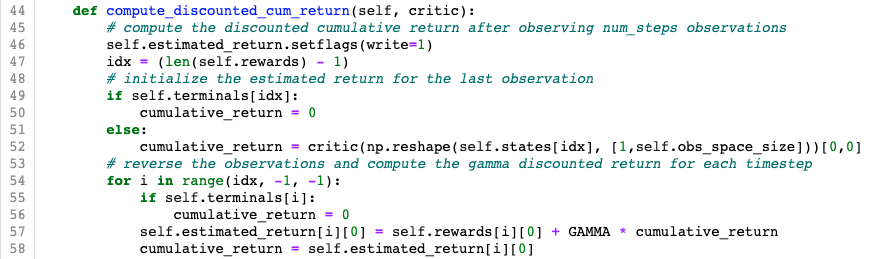 44     def compute_discounted_cum_return(self, critic):
45         # compute the discounted cumulative return after observing num_steps observations
46         self.estimated_return.setflags(write=1)
47         idx = (len(self.rewards) - 1)
48         # initialize the estimated return for the last observation
49         if self.terminals[idx]:
50             cumulative_return = 0
51         else:
52             cumulative_return = critic(np.reshape(self.states[idx], [1,self.obs_space_size]))[0,0]
53         # reverse the observations and compute the gamma discounted return for each timestep
54         for i in range(idx, -1, -1):
55             if self.terminals[i]:
56                 cumulative_return = 0
57             self.estimated_return[i][0] = self.rewards[i][0] + GAMMA * cumulative_return
58             cumulative_return = self.estimated_return[i][0]